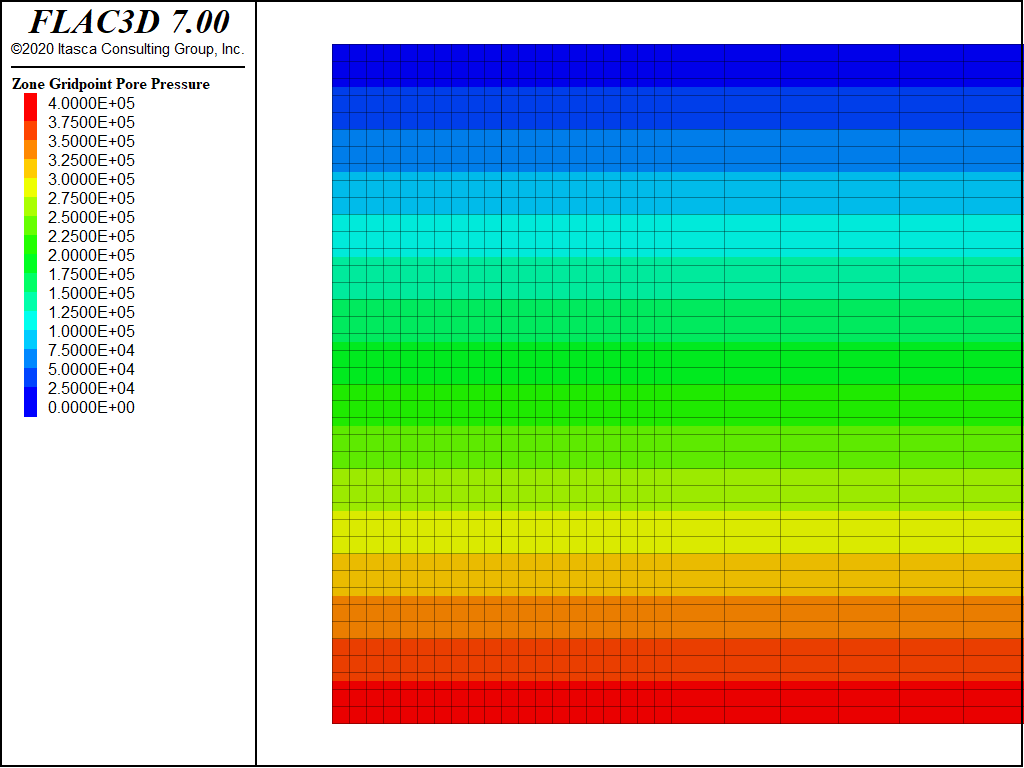 FLAC3D 7.00
©2020 Itasca Consulting Group, Inc.
Zone Gridpoint Pore Pressure
4.0000E+05
3.7500E+05
3.5000E+05
3.2500E+05
3.0000E+05
2.7500E+05
2.5000E+05
2.2500E+05
2.0000E+05
1.7500E+05
1.5000E+05
1.2500E+05
1.0000E+05
7.5000E+04
5.0000E+04
2.5000E+04
0.0000E+00